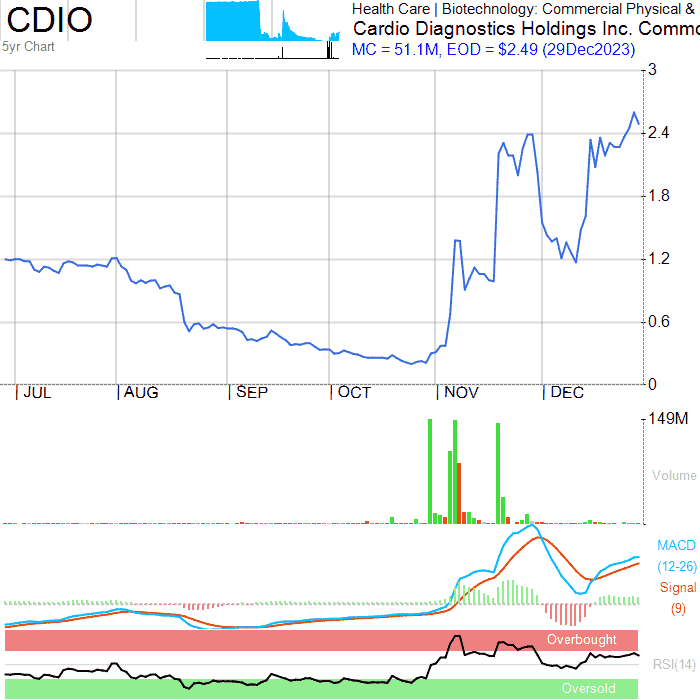 CDIO
5yr Chart
Health Care | Biotechnology: Commercial Physical &
Cardio Diagnostics Holdings Inc. Commo
MC = 51.1M, EOD = $2.49 (29Dec2023)
3
2.4
1.8
1.2
0.6
0
JUL
AUG
SEP
OCT
NOV
DEC
149M
Volume
MACD
(12-26)
Signal
(9)
Overbought
RSI(14)
Oversold